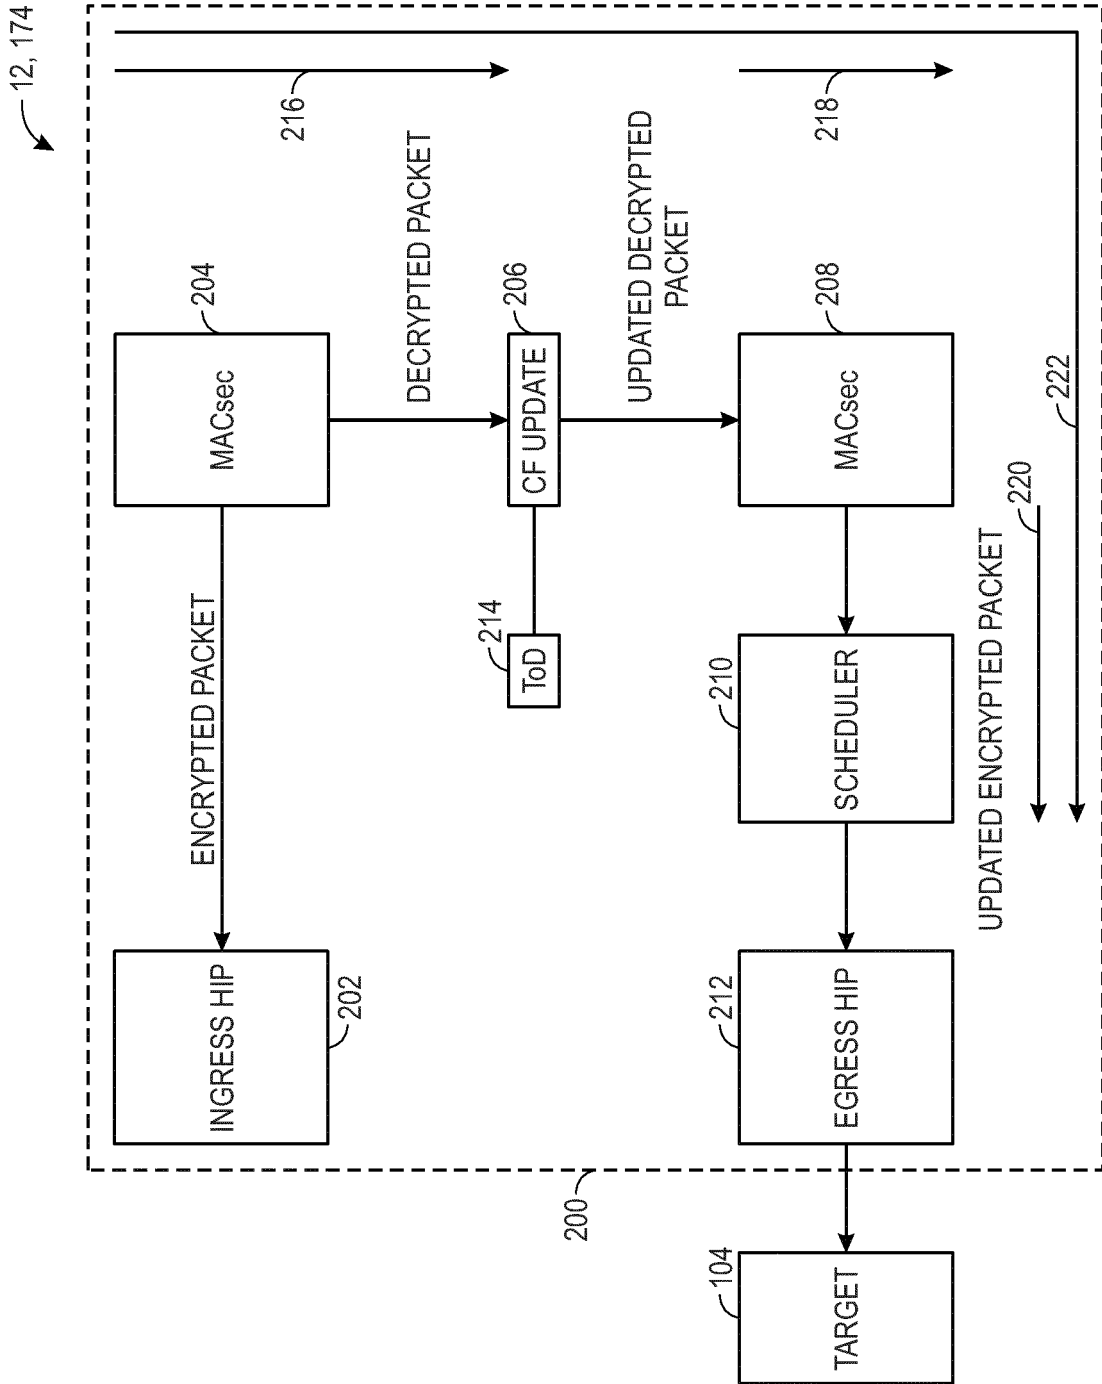 12, 174
216
218
204
MACsec
DECRYPTED PACKET
206
CF UPDATE
UPDATED DECRYPTED
PACKET
208
MACsec
222
ENCRYPTED PACKET
214
ToD
210
SCHEDULER
UPDATED ENCRYPTED PACKET
220
INGRESS HIP
202
212
EGRESS HIP
200
104
TARGET